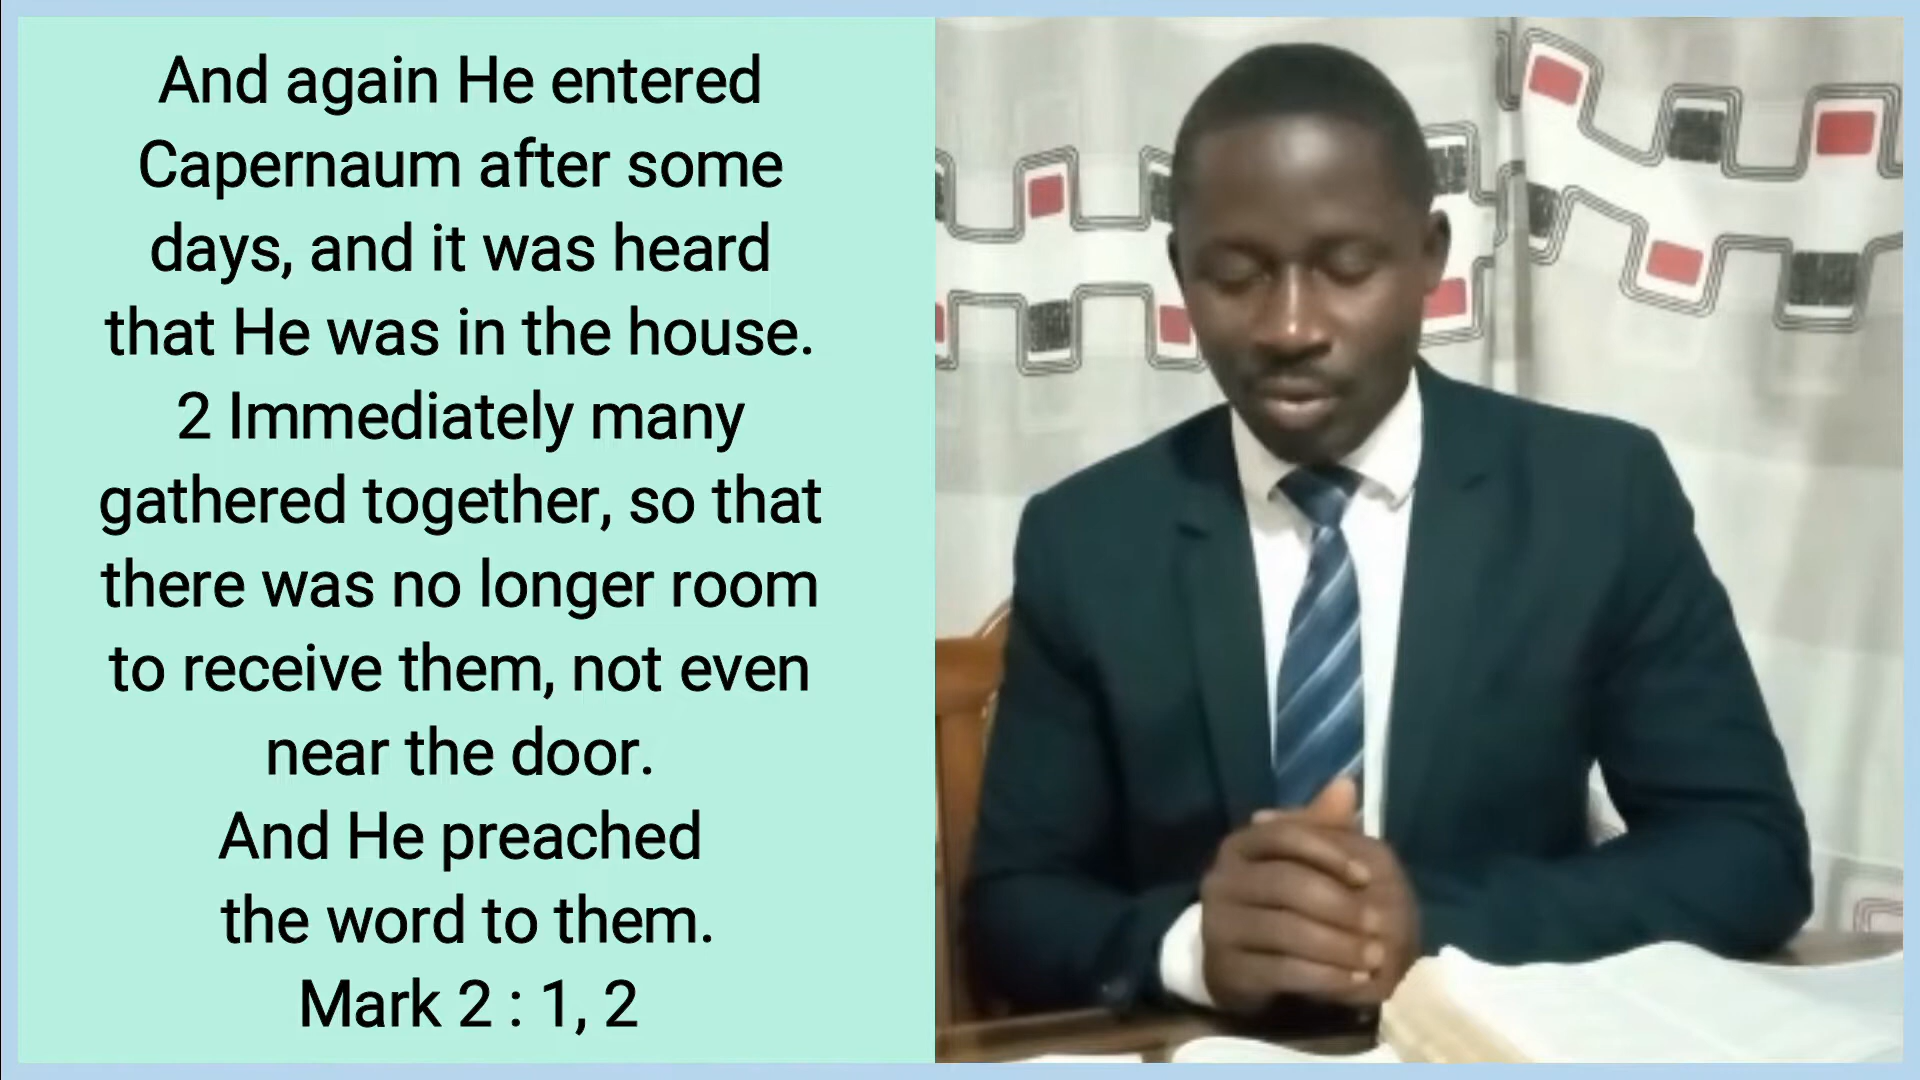 And again He entered
Capernaum after some
days, and it was heard
that He was in the house.
2 Immediately many
gathered together, so that
there was no longer room
to receive them, not even
near the door.
And He preached
the word to them.
Mark 2 : 1, 2